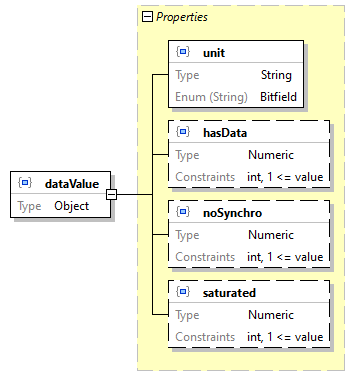 Properties
unit
Type String
Enum (String) Bitfield
hasData
Type Numeric
Constraints int, 1 <= value
dataValue
Type Object
noSynchro
Type Numeric
Constraints int, 1 <= value
saturated
Type Numeric
Constraints int, 1 <= value